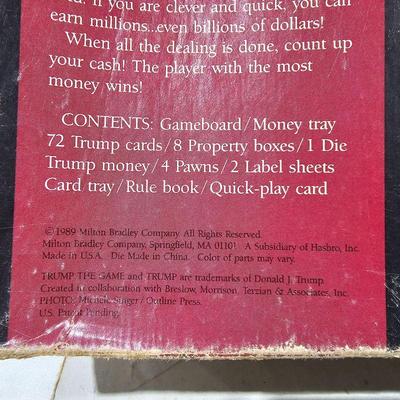 if you are clever and quick, you can
earn millions...even billions of dollars!
When all the dealing is done, count up
your cash! The player with the most
money wins!
CONTENTS: Gameboard/Money tray
72 Trump cards/8 Property boxes/1 Die
Trump money/4 Pawns/2 Label sheets
Card tray/Rule book/Quick-play card
© 1989 Milton Bradley Company. All Rights Reserved.
Milton Bradley Company, Springfield, MA 01101. A Subsidiary of Hasbro, Inc.
Made in U.S.A. Die Made in China. Color of parts may vary.
TRUMP THE GAME and TRUMP are trademarks of Donald J. Trump.
Created in collaboration with Breslow, Morrison, Terzian & Associates, Inc.
PHOTO: Michele Singer/Outline Press.
U.S. Patent Pending.